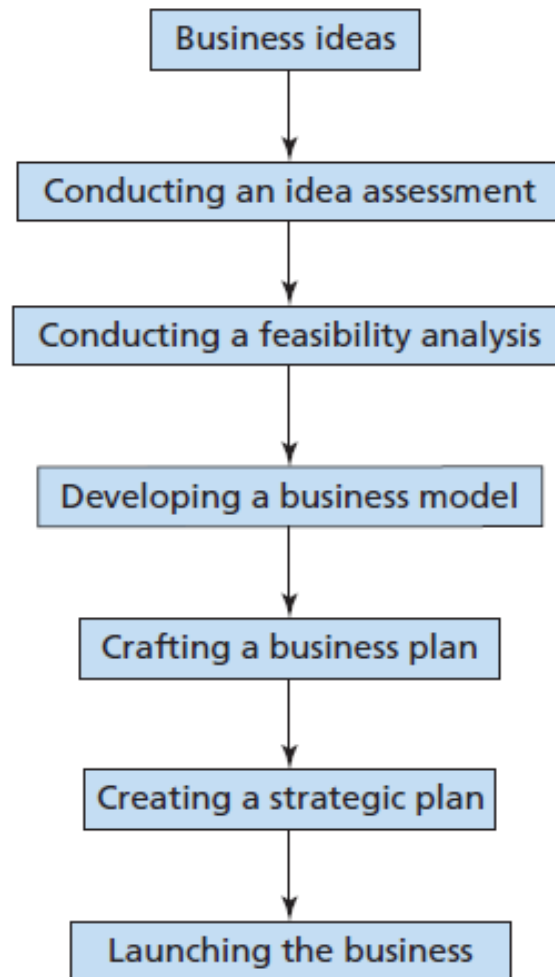 Business ideas
Conducting an idea assessment
Conducting a feasibility analysis
Developing a business model
Crafting a business plan
Creating a strategic plan
Launching the business